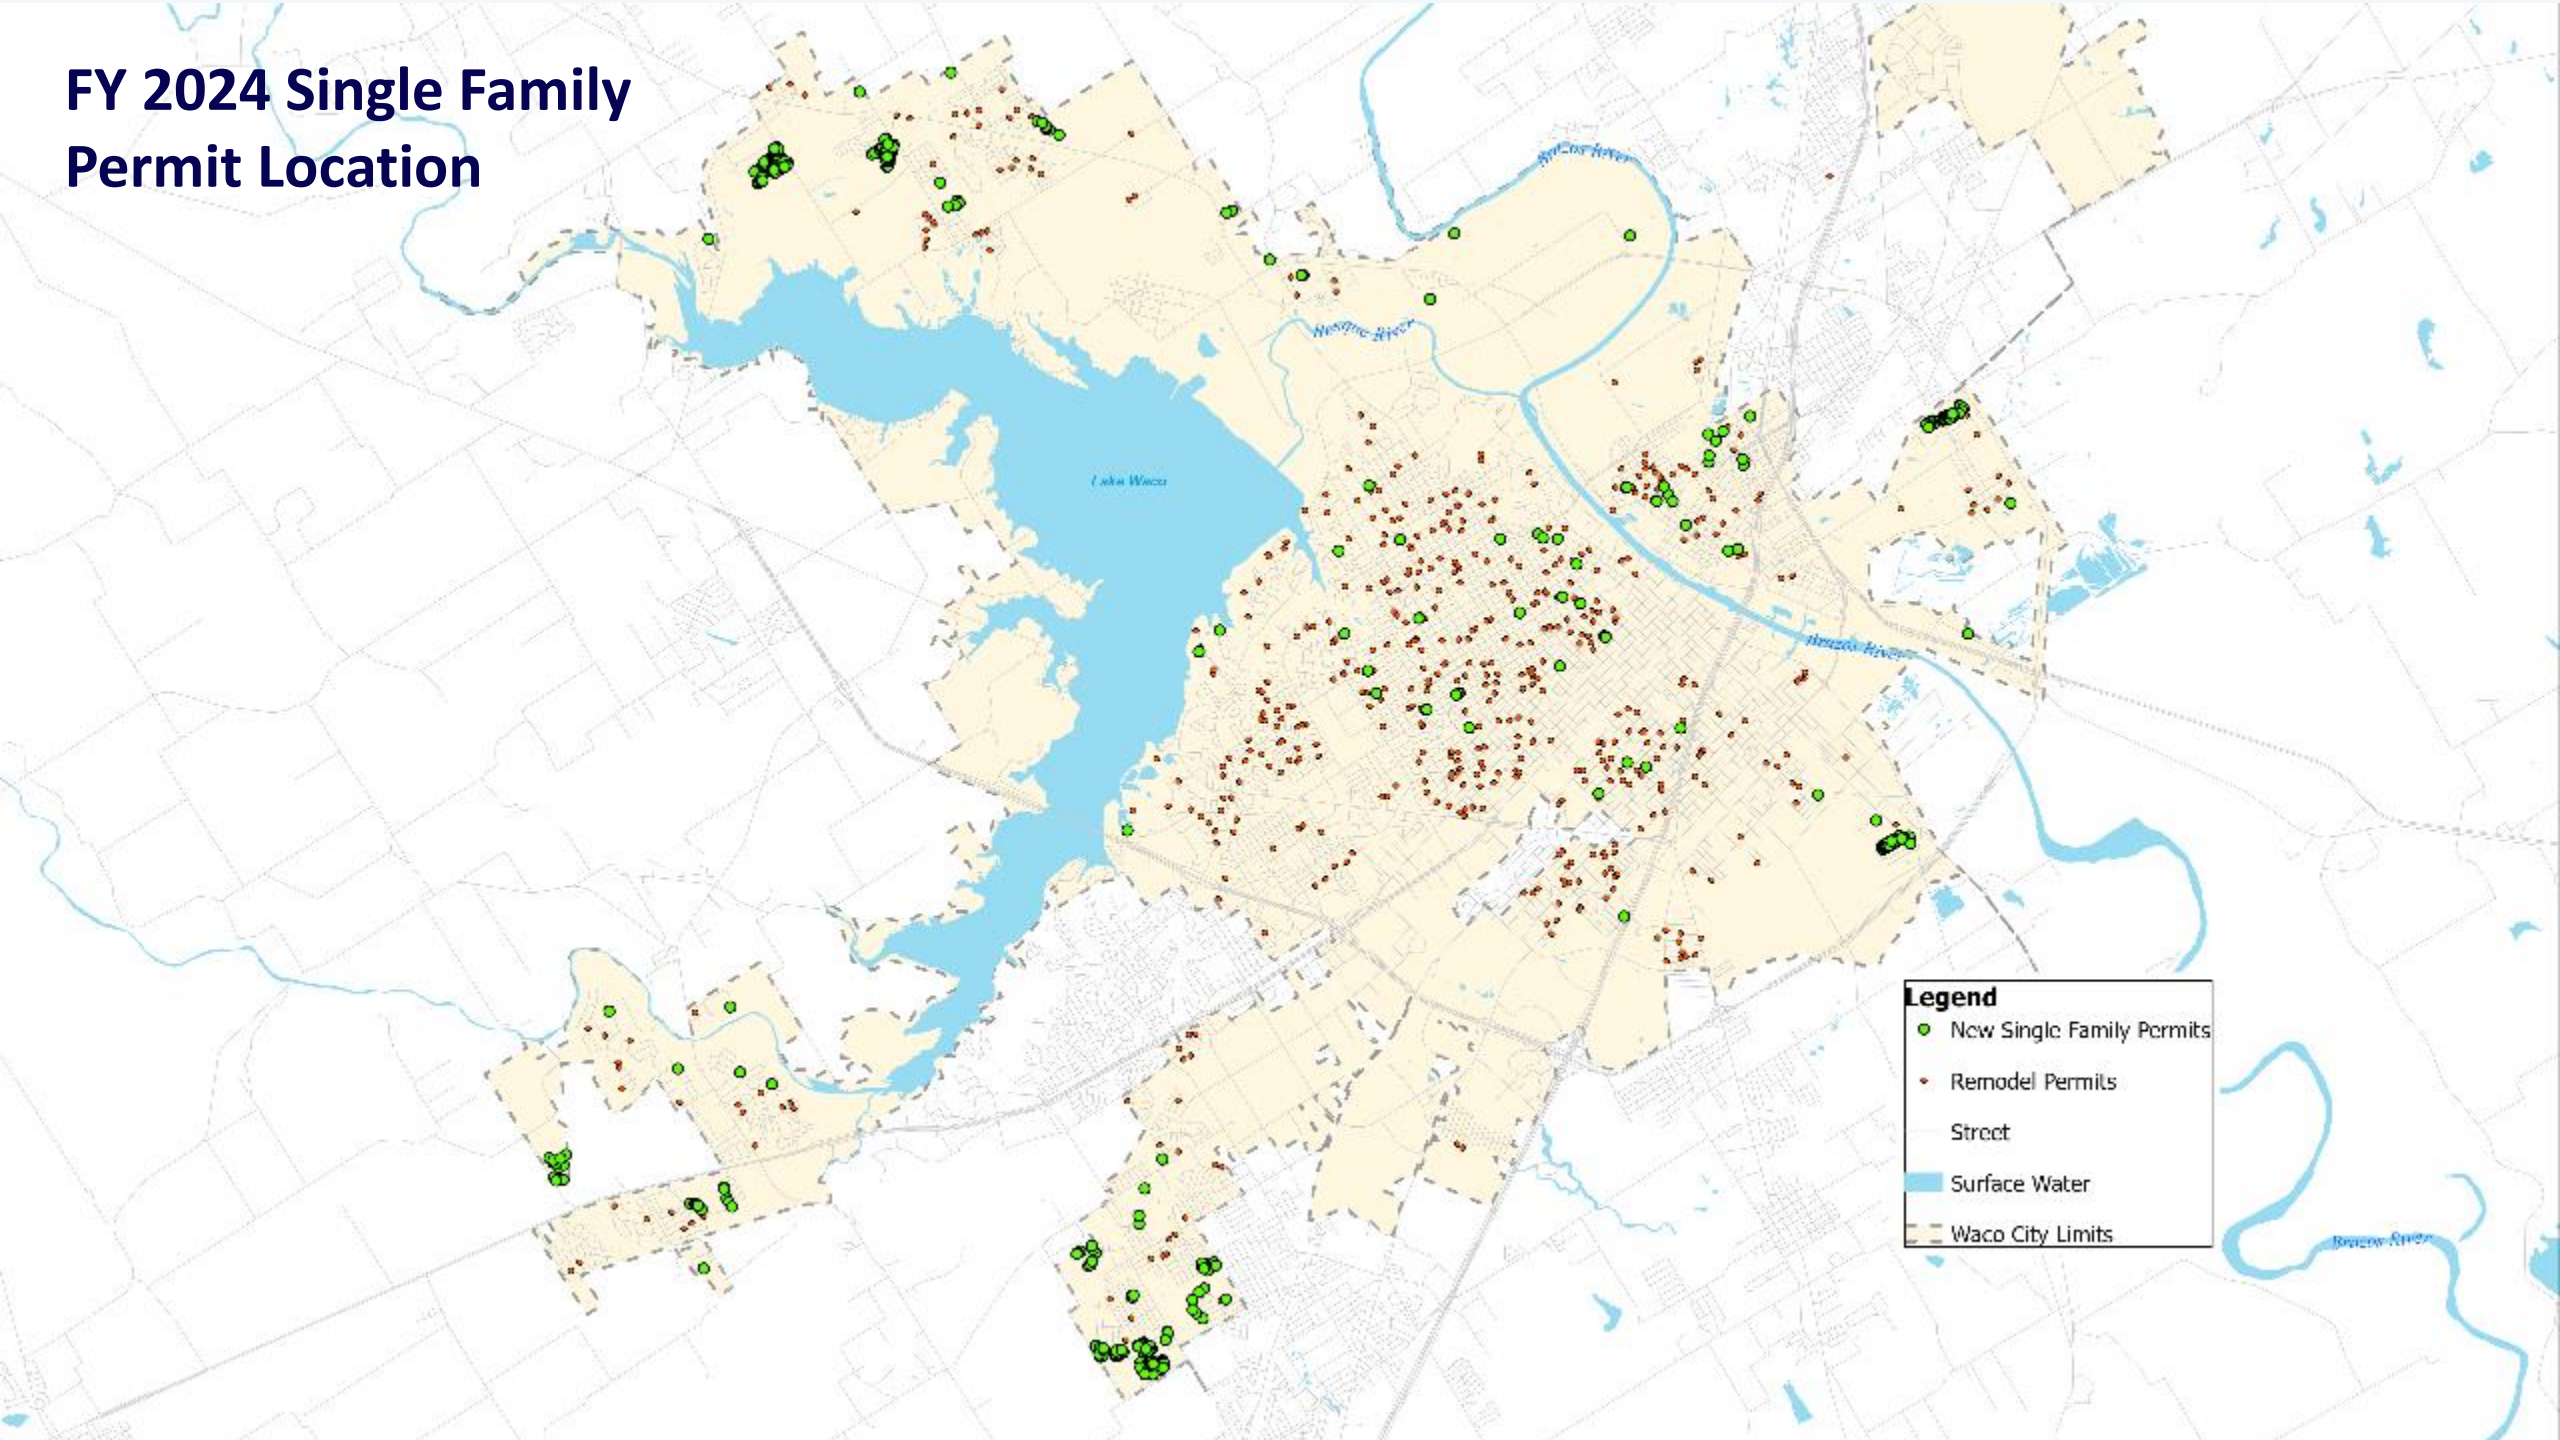 FY 2024 Single Family
Permit Location
Brazos River
Bosque River
Lake Waco
Brazos River
Legend
New Single Family Permits
Remodel Permits
Street
Surface Water
Waco City Limits
Brazos River